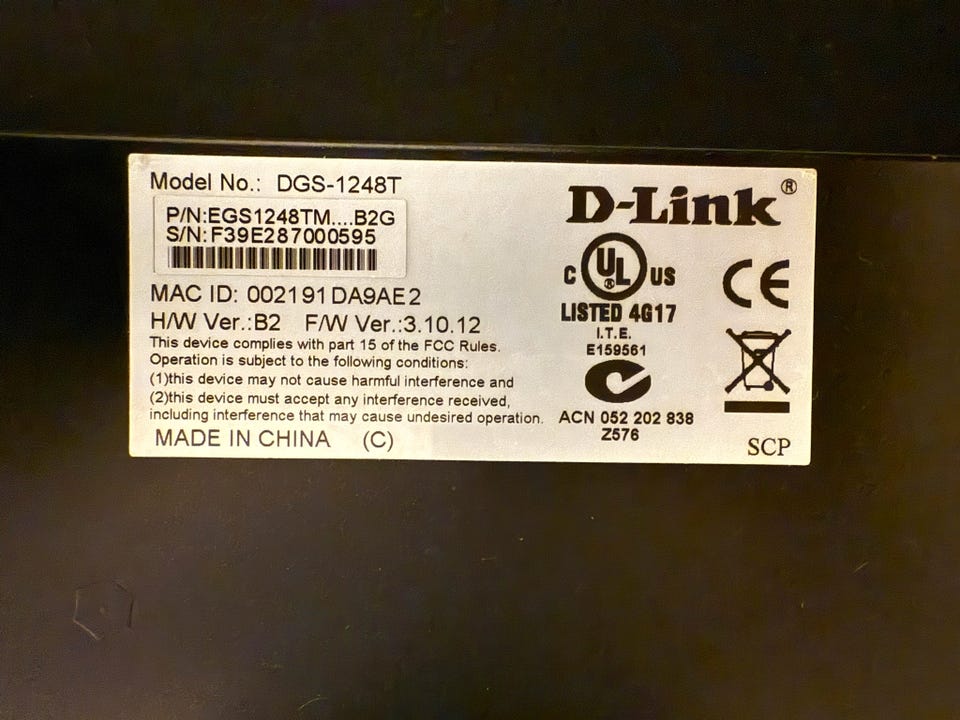 Model No.: DGS-1248T
P/N:EGS1248TM....B2G
S/N:F39E287000595
MAC ID: 002191DA9AE2
H/W Ver.:B2 F/W Ver.:3.10.12
This device complies with part 15 of the FCC Rules.
Operation is subject to the following conditions:
(1)this device may not cause harmful interference and
(2)this device must accept any interference received,
including interference that may cause undesired operation.
MADE IN CHINA (C)
D-Link®
C UL® US
LISTED 4G17
I.T.E.
E159561
CE
ACN 052 202 838
Z576
SCP